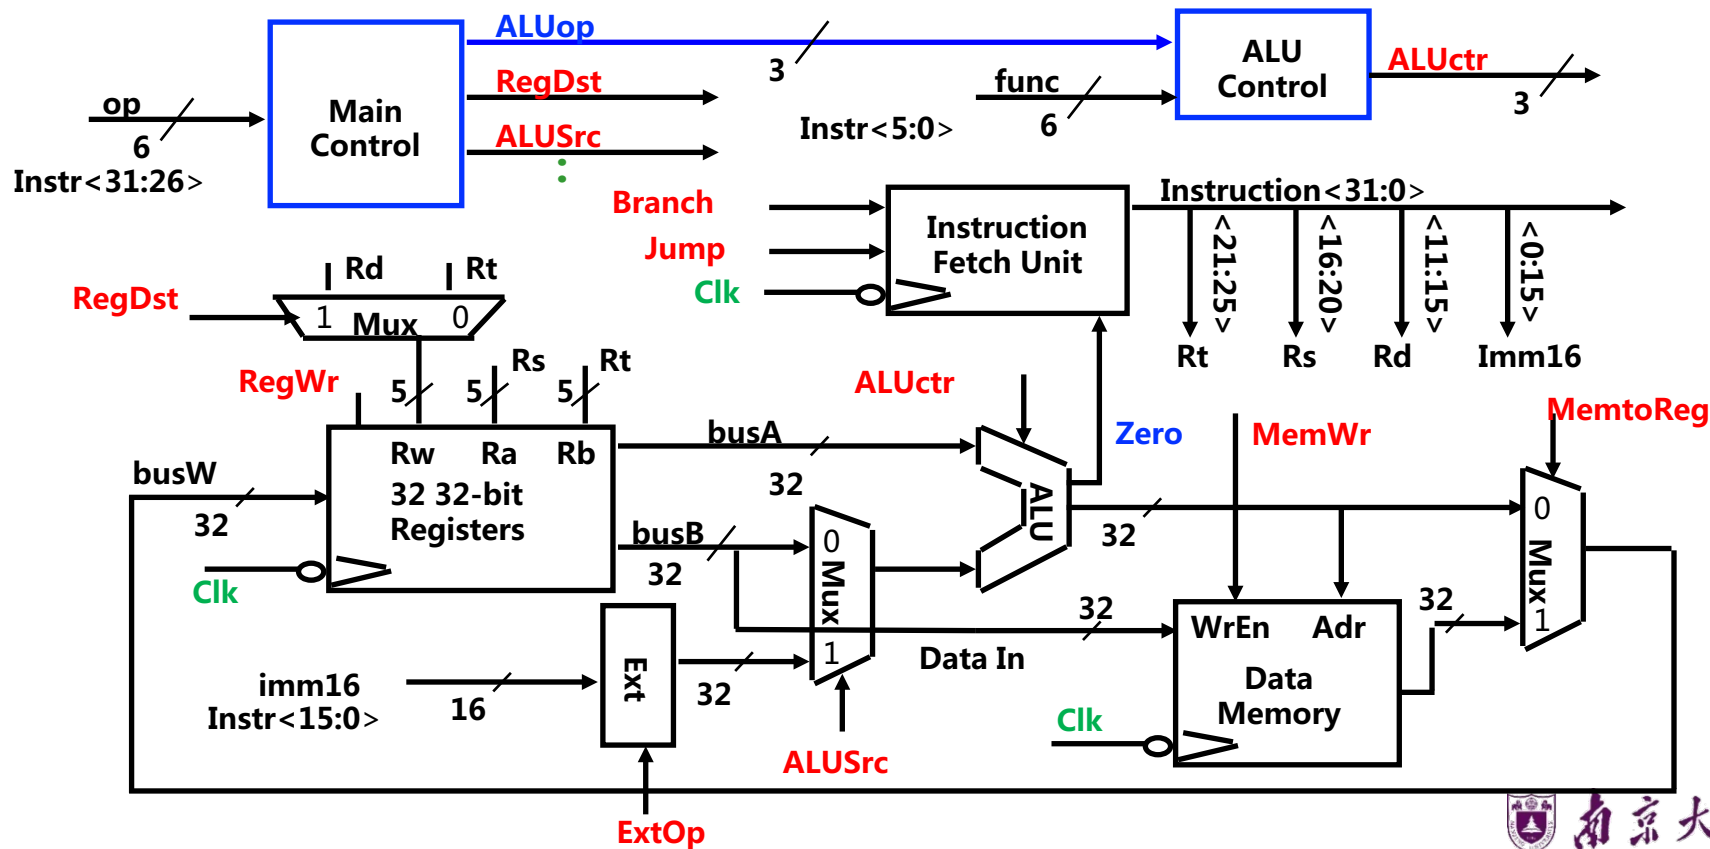 ALUop
3
RegDst
ALUSrc
op
6
Instr<31:26>
Main
Control
func
6
Instr<5:0>
ALU
Control
ALUctr
3
Branch
Jump
Clk
Instruction
Fetch Unit
Instruction<31:0>
<21:25>
<16:20>
<11:15>
<0:15>
Rt
Rs
Rd
Imm16
Rd
Rt
RegDst
1
Mux
0
RegWr
5
Rs
5
Rt
5
ALUctr
busW
32
Rw
Ra
Rb
32 32-bit
Registers
Clk
busA
32
busB
32
0
Mux
1
ALU
Zero
32
MemWr
MemtoReg
0
Mux
1
imm16
Instr<15:0>
16
Ext
32
ExtOp
ALUSrc
Data In
32
WrEn
Adr
Data
Memory
Clk
32
南京大